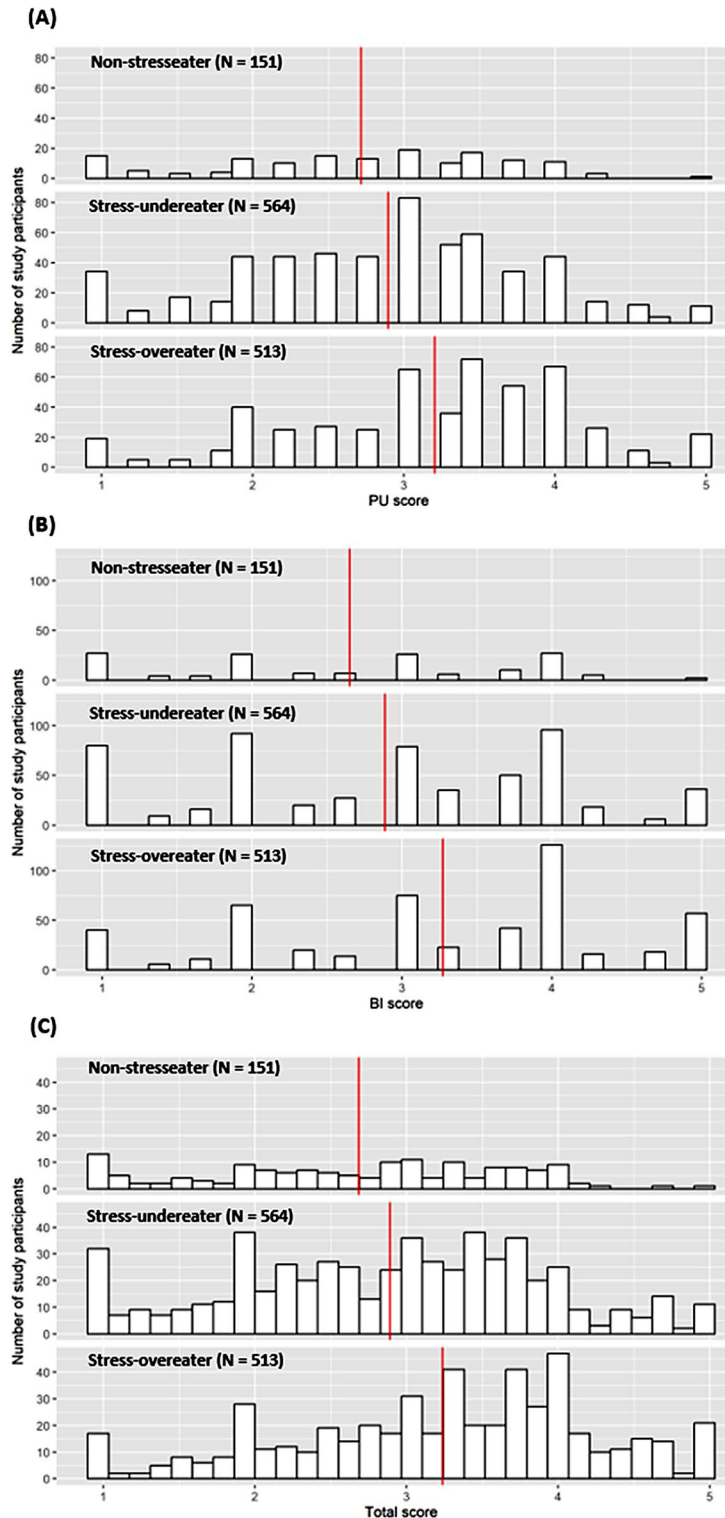 (A)
Non-stresseater (N = 151)
80
60
40
20
0
Stress-undereater (N = 564)
80
60
40
20
0
Stress-overeater (N = 513)
80
60
40
20
0
Number of study participants
1 2 3 4 5
PU score
(B)
Non-stresseater (N = 151)
100
50
0
Stress-undereater (N = 564)
100
50
0
Stress-overeater (N = 513)
100
50
0
Number of study participants
1 2 3 4 5
BI score
(C)
Non-stresseater (N = 151)
40
30
20
10
0
Stress-undereater (N = 564)
40
30
20
10
0
Stress-overeater (N = 513)
40
30
20
10
0
Number of study participants
1 2 3 4 5
Total score